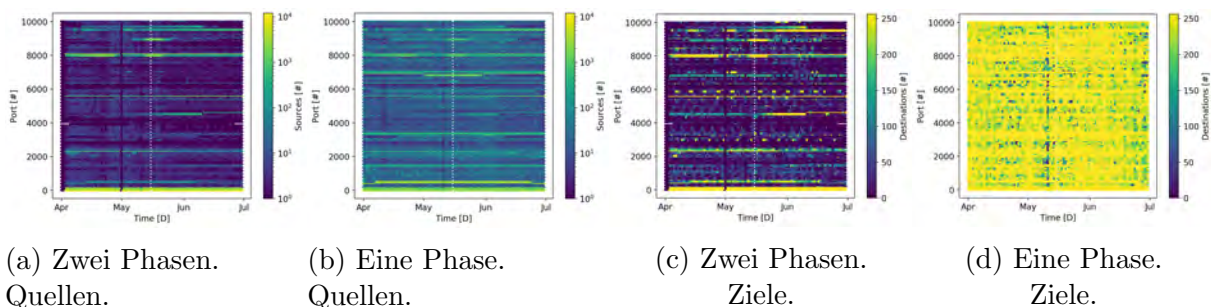 10000
8000
6000
4000
2000
0
Port [#]
Apr May Jun Jul
Time [D]
10⁴
10³
10²
10¹
10⁰
Sources [#]
10000
8000
6000
4000
2000
0
Port [#]
Apr May Jun Jul
Time [D]
10⁴
10³
10²
10¹
10⁰
Sources [#]
10000
8000
6000
4000
2000
0
Port [#]
Apr May Jun Jul
Time [D]
250
200
150
100
50
0
Destinations [#]
10000
8000
6000
4000
2000
0
Port [#]
Apr May Jun Jul
Time [D]
250
200
150
100
50
0
Destinations [#]
(a) Zwei Phasen.
Quellen.
(b) Eine Phase.
Quellen.
(c) Zwei Phasen.
Ziele.
(d) Eine Phase.
Ziele.